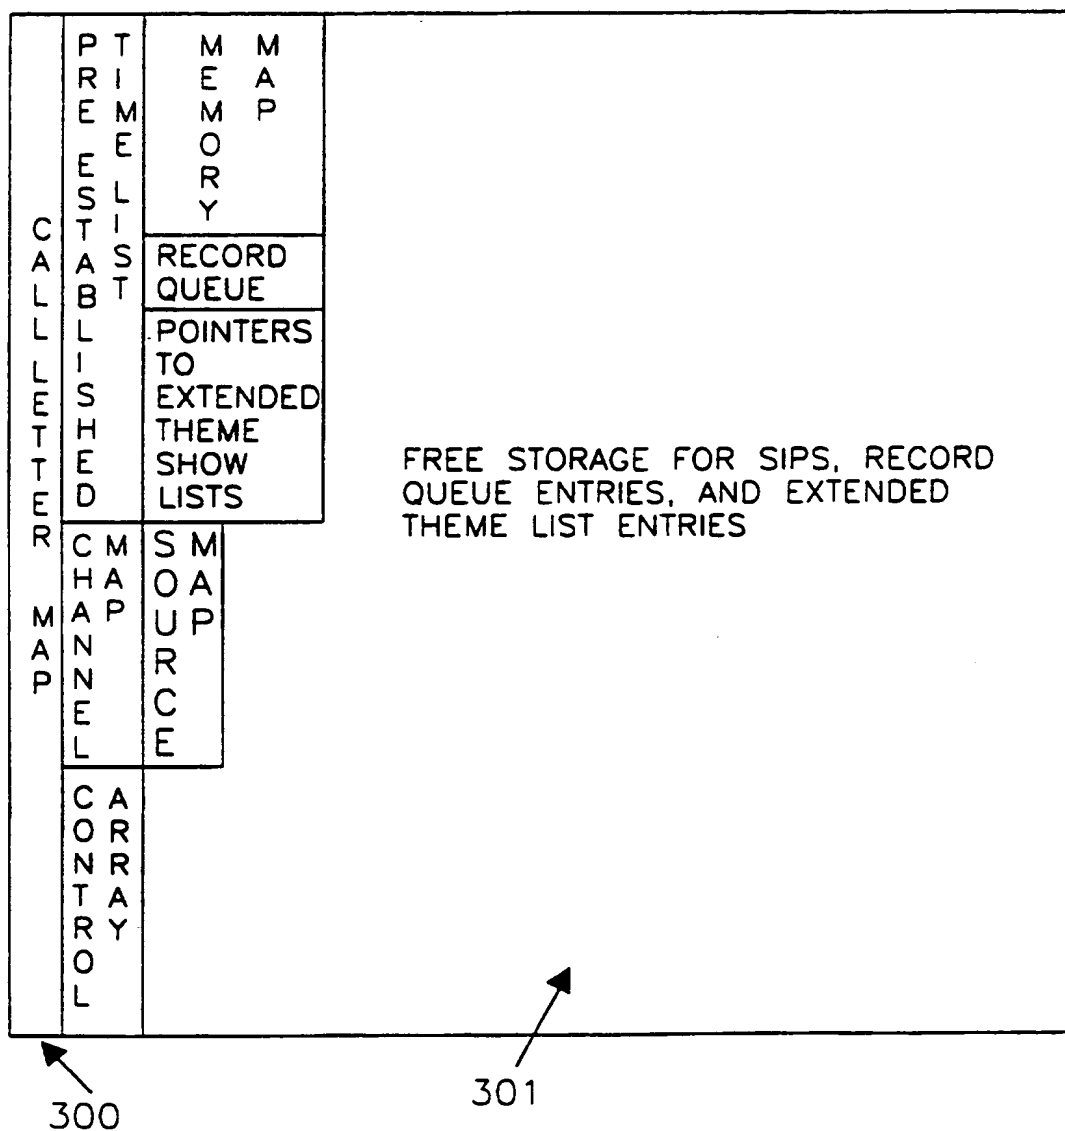 CALL LETTER MAP
PRE ESTABLISHED
TIME LIST
MEMORY
MAP
RECORD
QUEUE
POINTERS
TO
EXTENDED
THEME
SHOW
LISTS
CHANNEL
MAP
SOURCE
MAP
CONTROL
ARRAY
FREE STORAGE FOR SIPS, RECORD
QUEUE ENTRIES, AND EXTENDED
THEME LIST ENTRIES
300
301